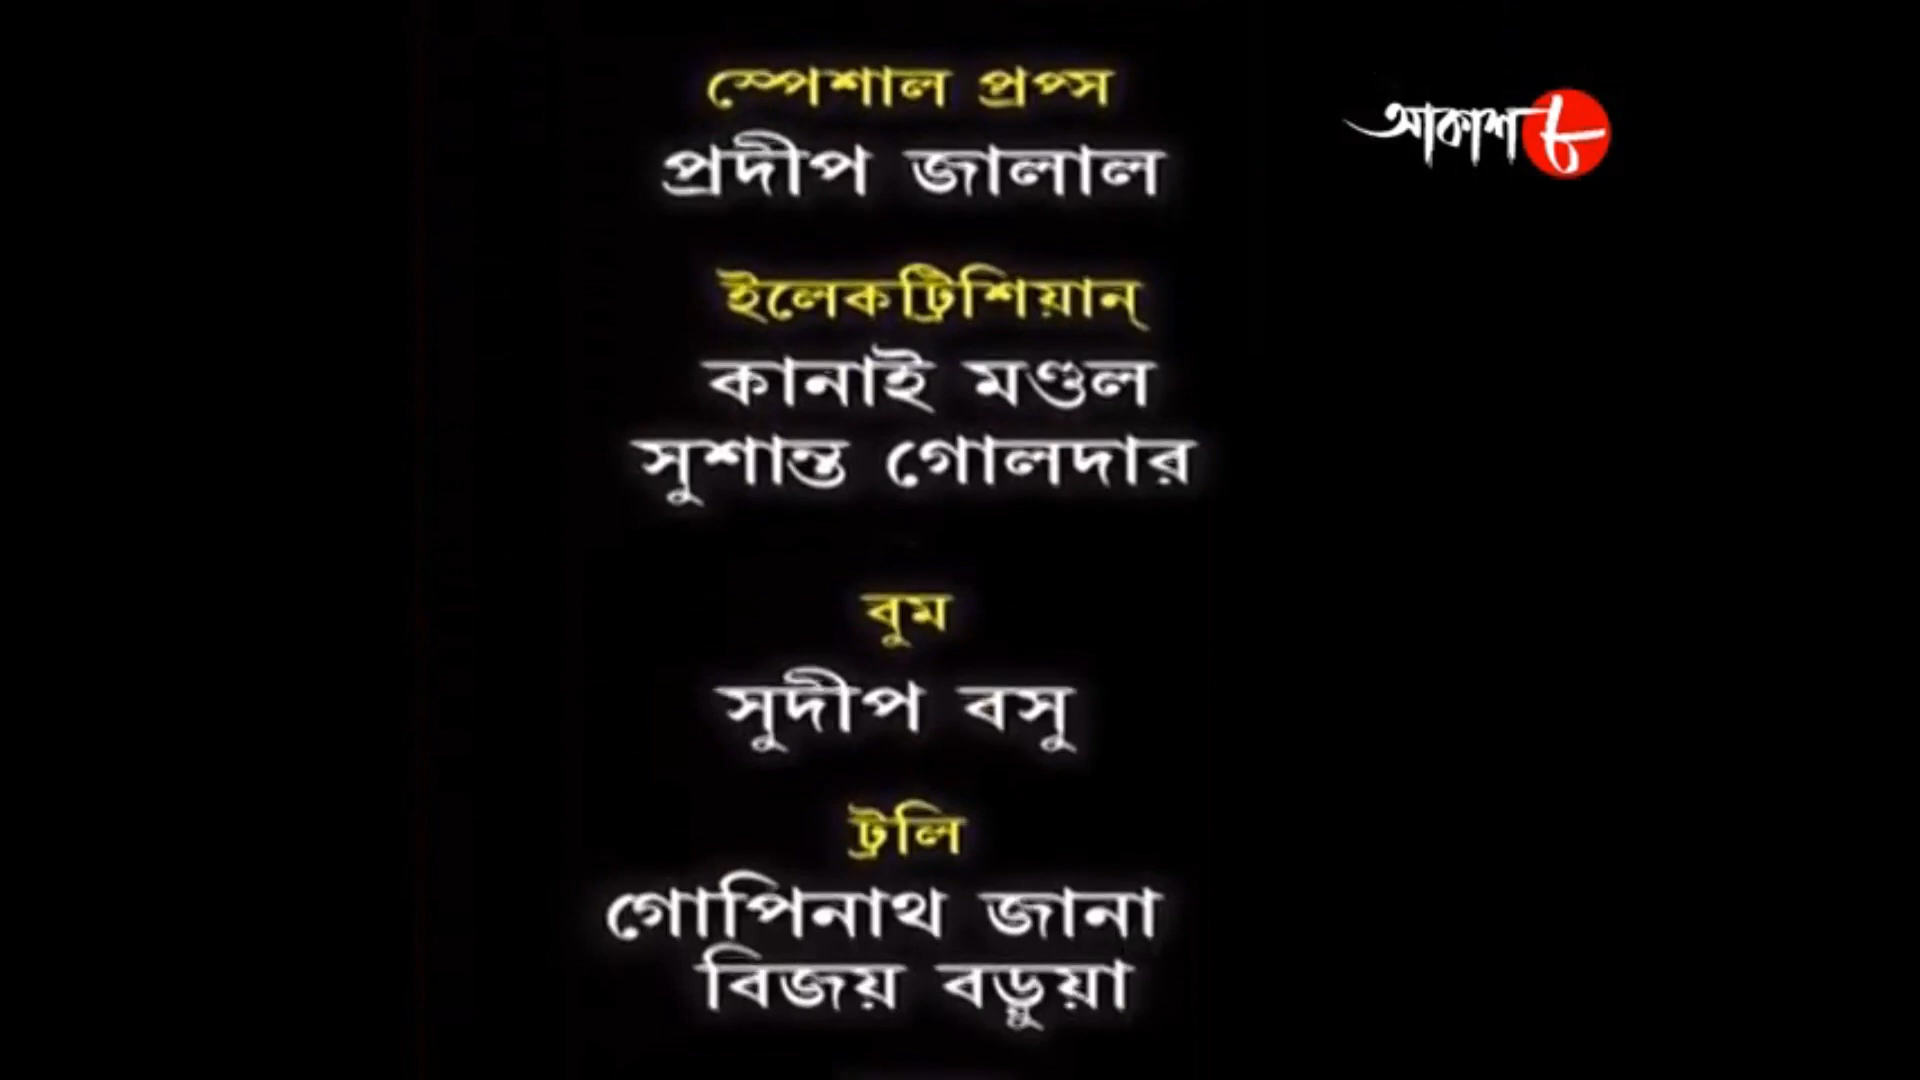 স্পেশাল প্রপ্স
প্রদীপ জালাল
আকাশ ৮
ইলেকট্রিশিয়ান্
কানাই মণ্ডল
সুশান্ত গোলদার
বুম
সুদীপ বসু
ট্রলি
গোপিনাথ জানা
বিজয় বড়ুয়া